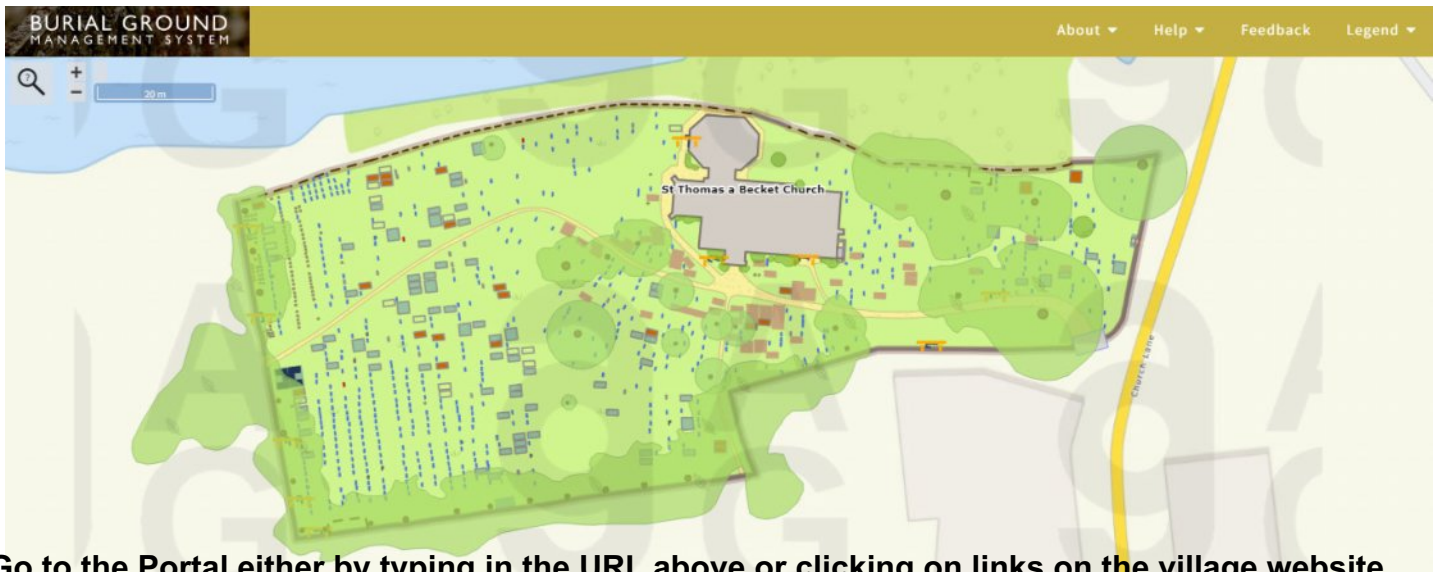 BURIAL GROUND
MANAGEMENT SYSTEM
About Help Feedback Legend
?
+
−
20 m
St Thomas a Becket Church
Church Lane
Go to the Portal either by typing in the URL above or clicking on links on the village website